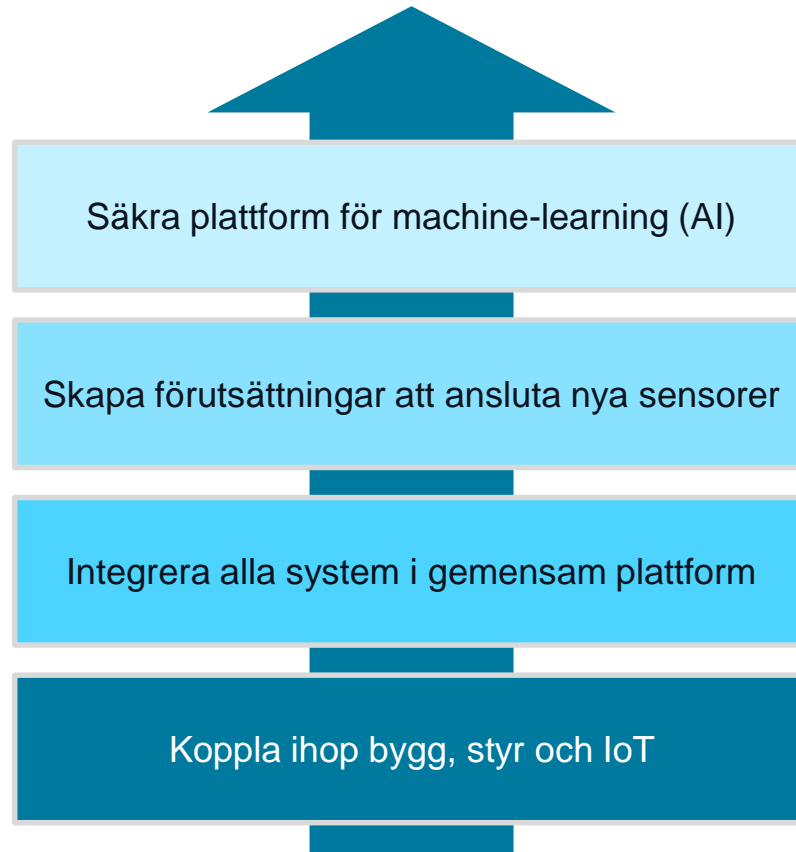 Säkra plattform för machine-learning (AI)
Skapa förutsättningar att ansluta nya sensorer
Integrera alla system i gemensam plattform
Koppla ihop bygg, styr och IoT